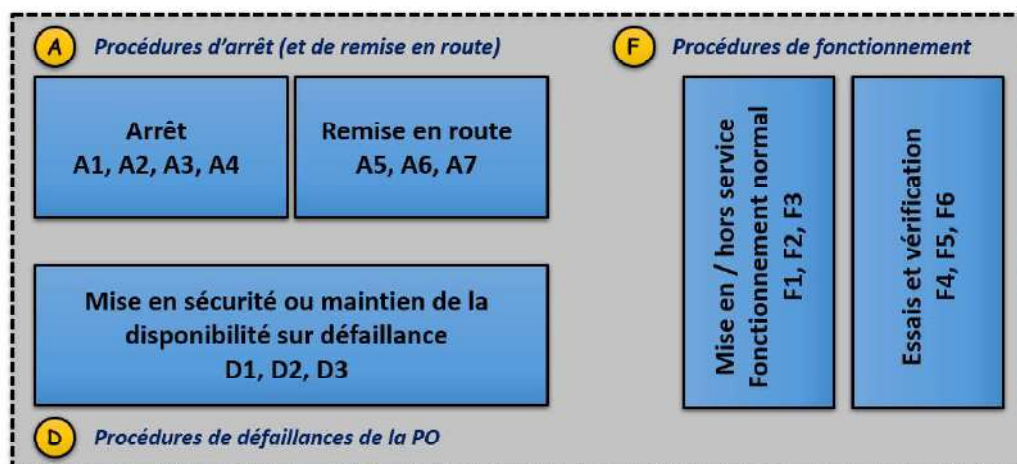 A Procédures d'arrêt (et de remise en route)
Arrêt
A1, A2, A3, A4
Remise en route
A5, A6, A7
Mise en sécurité ou maintien de la
disponibilité sur défaillance
D1, D2, D3
D Procédures de défaillances de la PO
F Procédures de fonctionnement
Mise en / hors service
Fonctionnement normal
F1, F2, F3
Essais et vérification
F4, F5, F6